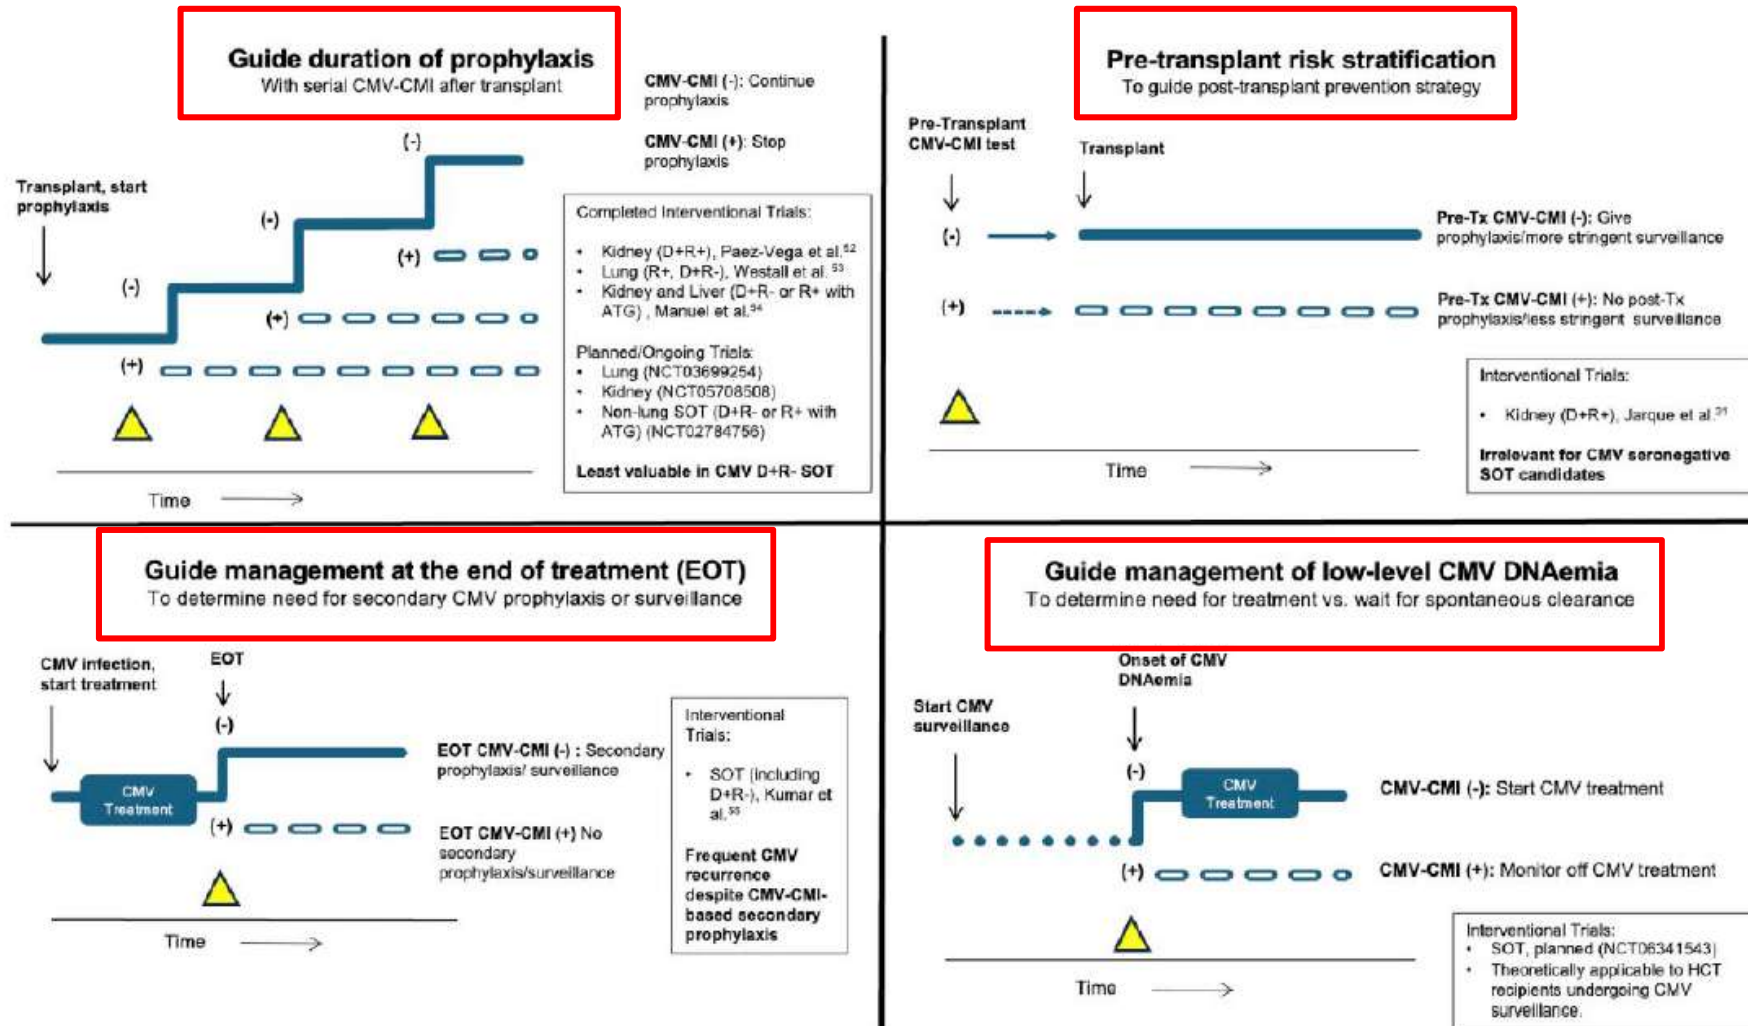 Guide duration of prophylaxis
With serial CMV-CMI after transplant
CMV-CMI (-): Continue
prophylaxis
CMV-CMI (+): Stop
prophylaxis
Transplant, start
prophylaxis
(-)
(-)
(-)
(+)
(+)
(+)
Completed Interventional Trials:
• Kidney (D+R+), Paez-Vega et al.52
• Lung (R+, D+R-), Westall et al. 53
• Kidney and Liver (D+R- or R+ with
ATG) , Manuel et al.54
Planned/Ongoing Trials:
• Lung (NCT03699254)
• Kidney (NCT05708508)
• Non-lung SOT (D+R- or R+ with
ATG) (NCT02784756)
Least valuable in CMV D+R- SOT
Time
Pre-transplant risk stratification
To guide post-transplant prevention strategy
Pre-Transplant
CMV-CMI test
Transplant
(-)
Pre-Tx CMV-CMI (-): Give
prophylaxis/more stringent surveillance
(+)
Pre-Tx CMV-CMI (+): No post-Tx
prophylaxis/less stringent surveillance
Interventional Trials:
• Kidney (D+R+), Jarque et al.31
Irrelevant for CMV seronegative
SOT candidates
Time
Guide management at the end of treatment (EOT)
To determine need for secondary CMV prophylaxis or surveillance
CMV infection,
start treatment
EOT
(-)
CMV
Treatment
EOT CMV-CMI (-) : Secondary
prophylaxis/ surveillance
(+)
EOT CMV-CMI (+) No
secondary
prophylaxis/surveillance
Interventional
Trials:
• SOT (including
D+R-), Kumar et
al.55
Frequent CMV
recurrence
despite CMV-CMI-
based secondary
prophylaxis
Time
Guide management of low-level CMV DNAemia
To determine need for treatment vs. wait for spontaneous clearance
Onset of CMV
DNAemia
Start CMV
surveillance
(-)
CMV
Treatment
CMV-CMI (-): Start CMV treatment
(+)
CMV-CMI (+): Monitor off CMV treatment
Interventional Trials:
• SOT, planned (NCT06341543)
• Theoretically applicable to HCT
recipients undergoing CMV
surveillance.
Time